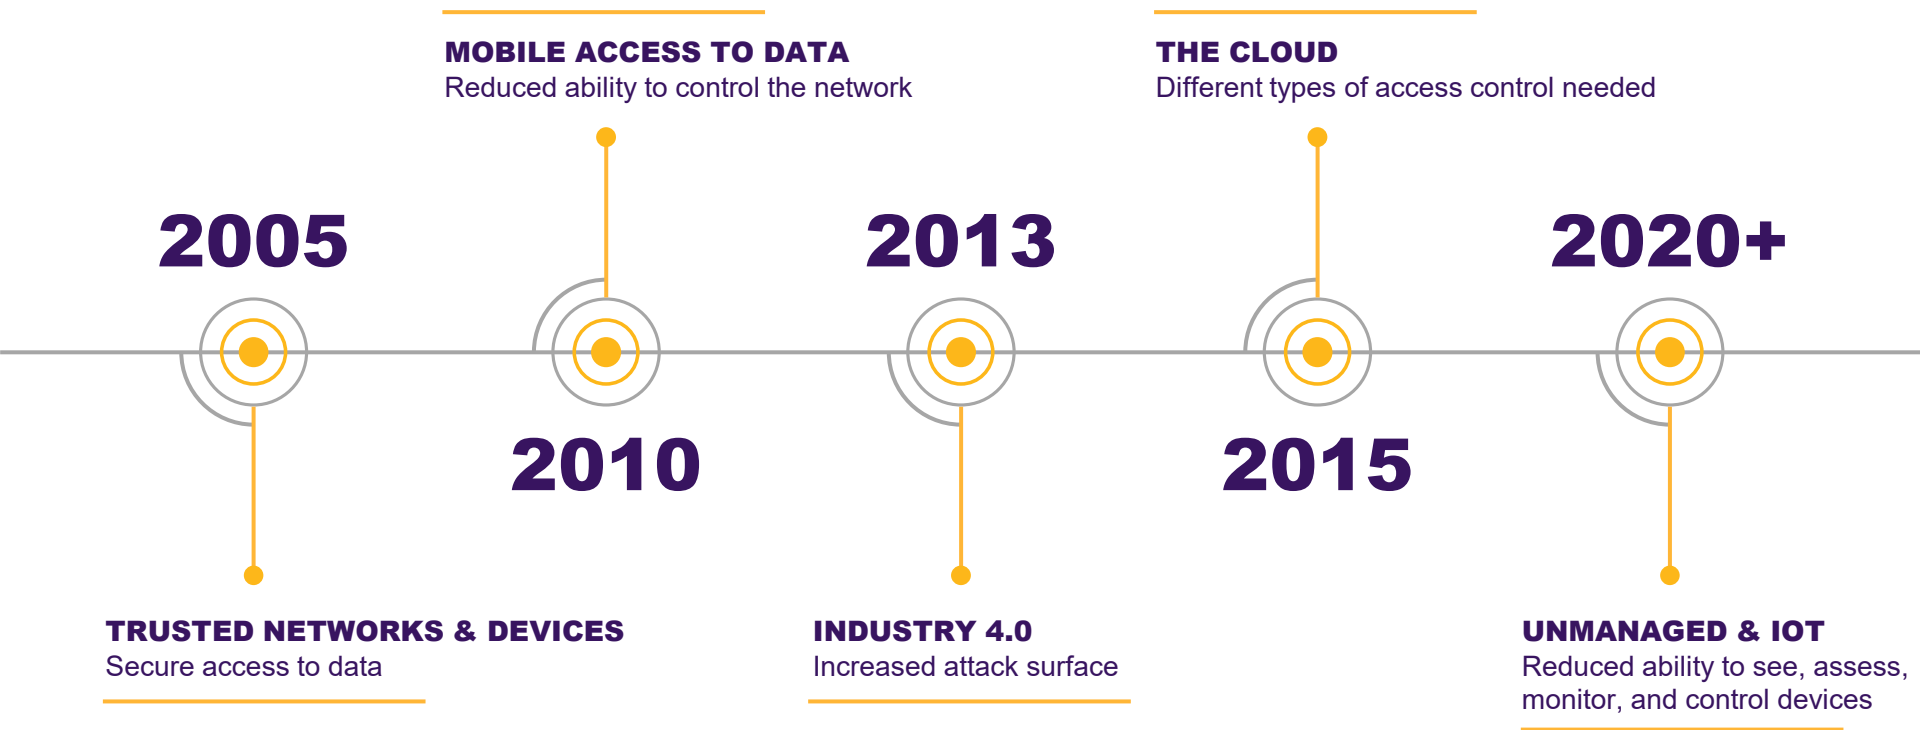 MOBILE ACCESS TO DATA
Reduced ability to control the network
THE CLOUD
Different types of access control needed
2005
2013
2020+
2010
2015
TRUSTED NETWORKS & DEVICES
Secure access to data
INDUSTRY 4.0
Increased attack surface
UNMANAGED & IOT
Reduced ability to see, assess,
monitor, and control devices